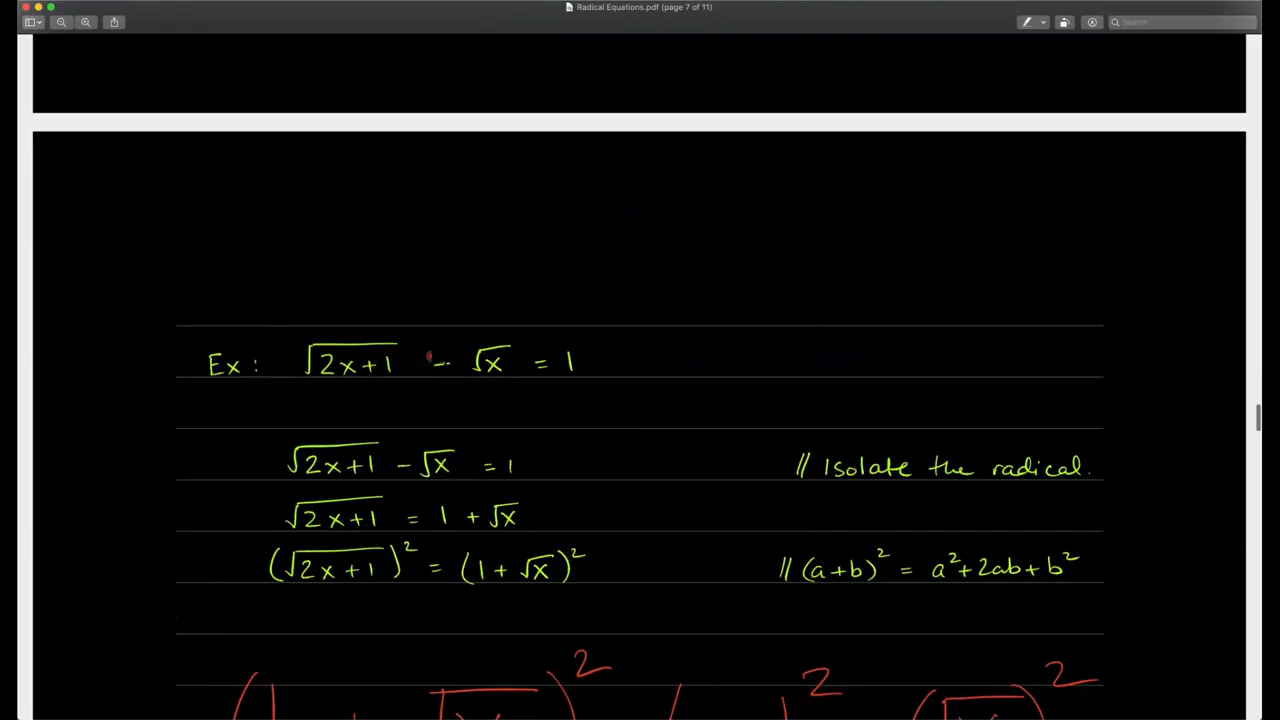 Radical Equations.pdf (page 7 of 11)
Search
Ex: √(2x+1) - √x = 1
√(2x+1) - √x = 1 // Isolate the radical.
√(2x+1) = 1 + √x
(√(2x+1))² = (1 + √x)² // (a+b)² = a²+2ab+b²